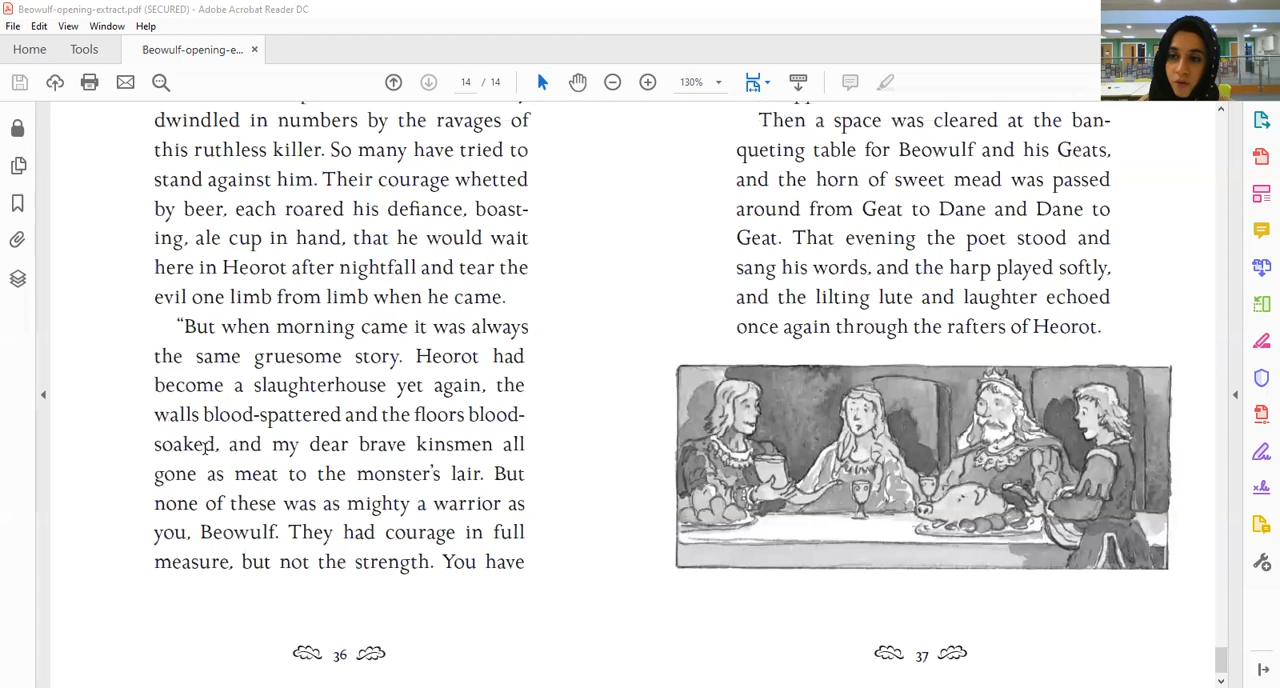 Beowulf-opening-extract.pdf (SECURED) - Adobe Acrobat Reader DC
File Edit View Window Help
Home Tools Beowulf-opening-e... ×
14 / 14 130%
dwindled in numbers by the ravages of
this ruthless killer. So many have tried to
stand against him. Their courage whetted
by beer, each roared his defiance, boast-
ing, ale cup in hand, that he would wait
here in Heorot after nightfall and tear the
evil one limb from limb when he came.
“But when morning came it was always
the same gruesome story. Heorot had
become a slaughterhouse yet again, the
walls blood-spattered and the floors blood-
soaked, and my dear brave kinsmen all
gone as meat to the monster's lair. But
none of these was as mighty a warrior as
you, Beowulf. They had courage in full
measure, but not the strength. You have
36
Then a space was cleared at the ban-
queting table for Beowulf and his Geats,
and the horn of sweet mead was passed
around from Geat to Dane and Dane to
Geat. That evening the poet stood and
sang his words, and the harp played softly,
and the lilting lute and laughter echoed
once again through the rafters of Heorot.
37